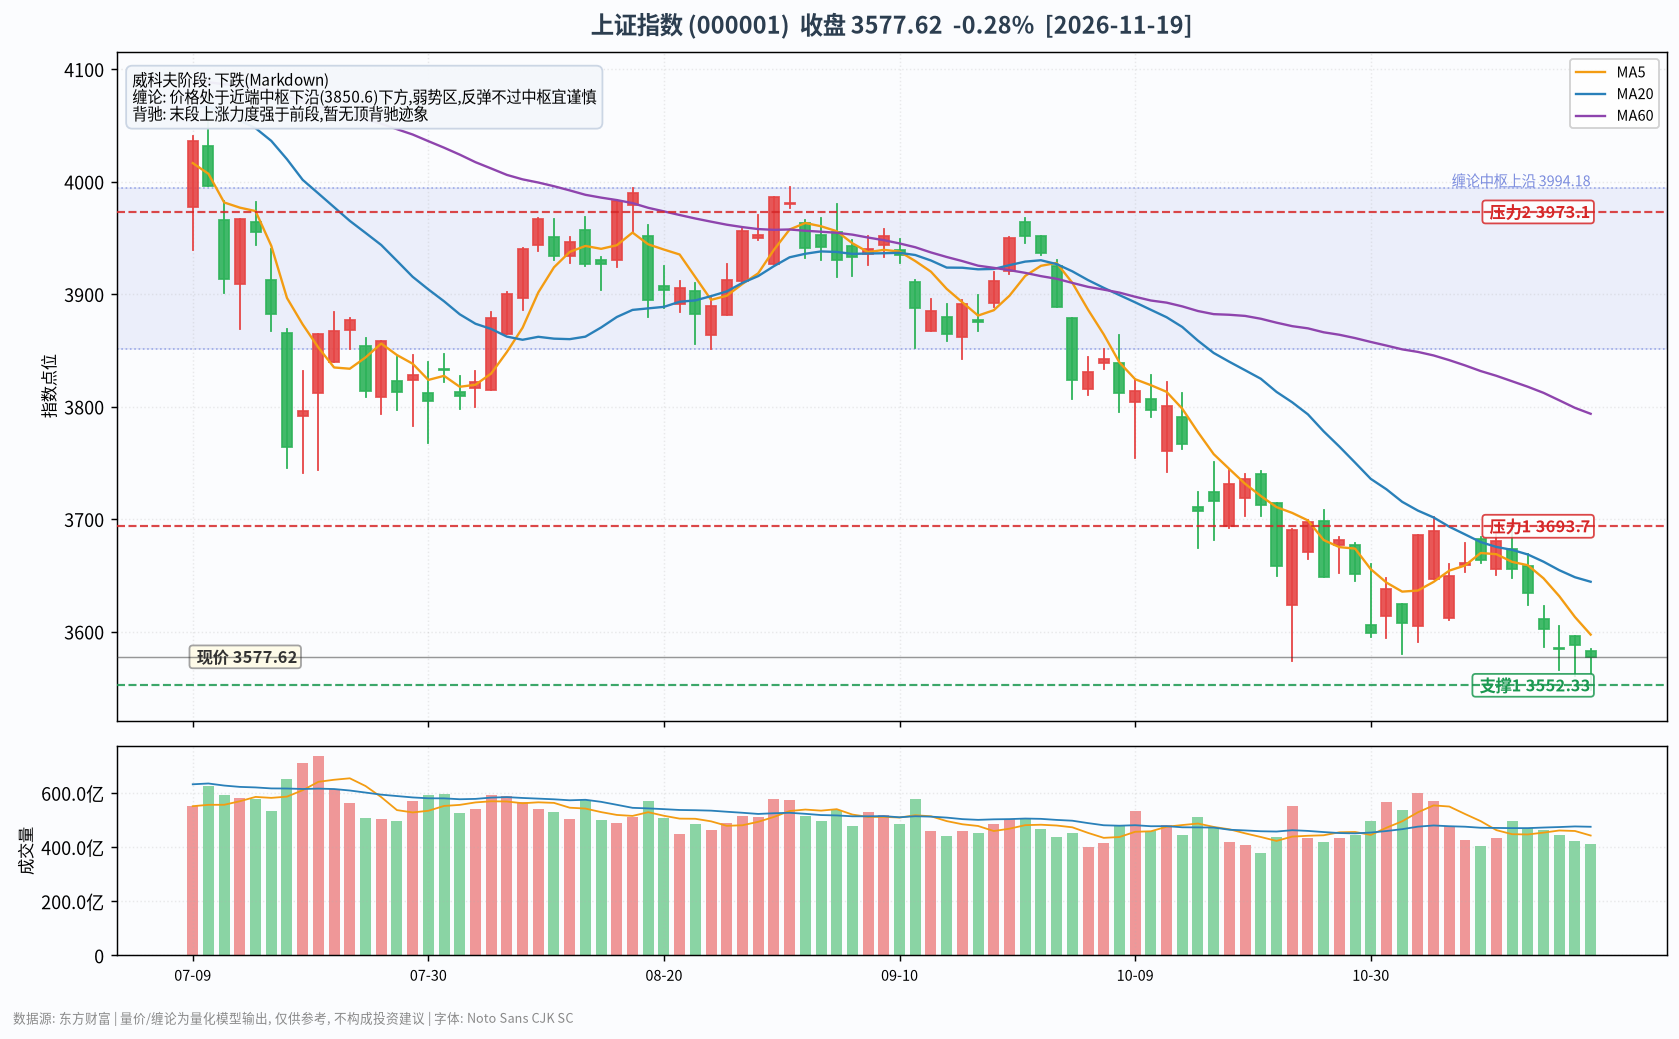 上证指数 (000001) 收盘 3577.62 -0.28% [2026-11-19]
威科夫阶段: 下跌(Markdown)
缠论: 价格处于近端中枢下沿(3850.6)下方,弱势区,反弹不过中枢宜谨慎
背驰: 末段上涨力度强于前段,暂无顶背驰迹象
MA5
MA20
MA60
缠论中枢上沿 3994.18
压力2 3973.1
压力1 3693.7
现价 3577.62
支撑1 3552.33
指数点位
4100
4000
3900
3800
3700
3600
成交量
600.0亿
400.0亿
200.0亿
0
07-09
07-30
08-20
09-10
10-09
10-30
数据源: 东方财富 | 量价/缠论为量化模型输出, 仅供参考, 不构成投资建议 | 字体: Noto Sans CJK SC